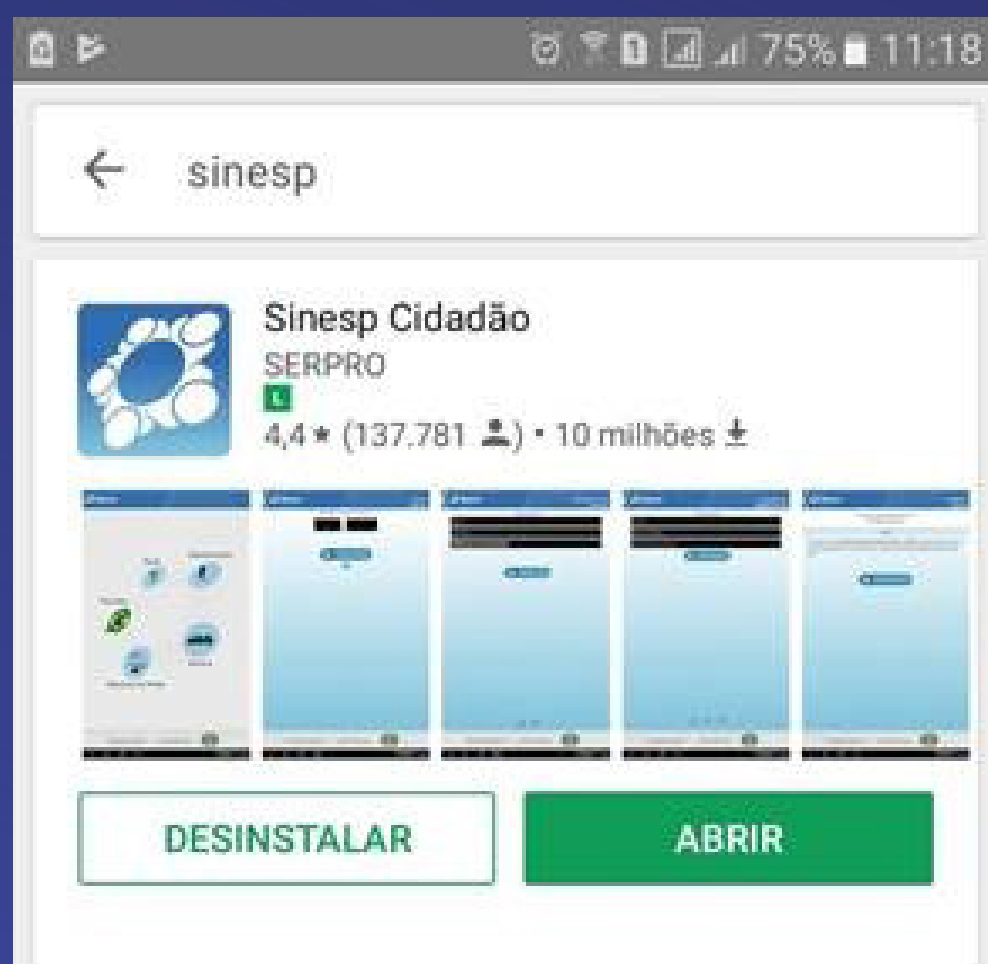 75% 11:18
sinesp
Sinesp Cidadão
SERPRO
L
4,4 ★ (137.781) • 10 milhões
DESINSTALAR
ABRIR